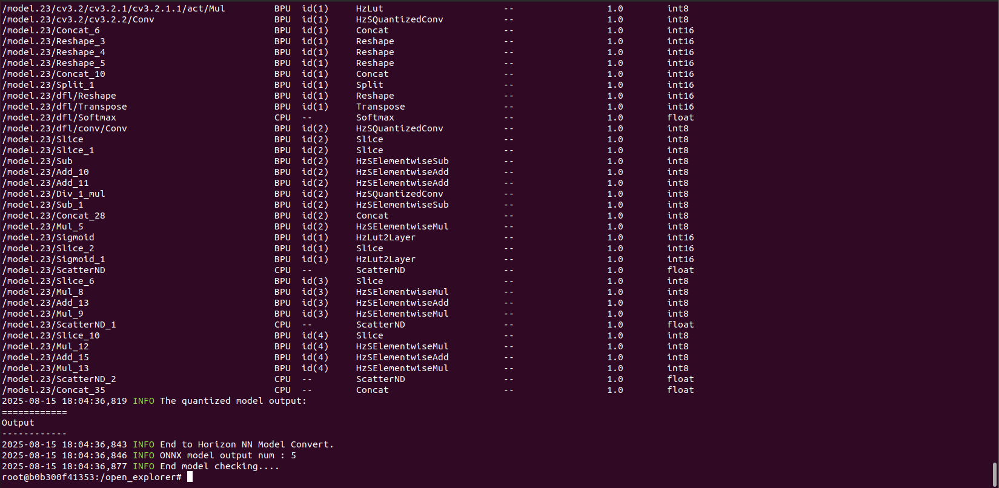 /model.23/cv3.2/cv3.2.1/cv3.2.1.1/act/Mul BPU id(1) HzLut -- 1.0 int8
/model.23/cv3.2/cv3.2.2/Conv BPU id(1) HzSQuantizedConv -- 1.0 int8
/model.23/Concat_6 BPU id(1) Concat -- 1.0 int16
/model.23/Reshape_3 BPU id(1) Reshape -- 1.0 int16
/model.23/Reshape_4 BPU id(1) Reshape -- 1.0 int16
/model.23/Reshape_5 BPU id(1) Reshape -- 1.0 int16
/model.23/Concat_10 BPU id(1) Concat -- 1.0 int16
/model.23/Split_1 BPU id(1) Split -- 1.0 int16
/model.23/dfl/Reshape BPU id(1) Reshape -- 1.0 int16
/model.23/dfl/Transpose BPU id(1) Transpose -- 1.0 int16
/model.23/dfl/Softmax CPU -- Softmax -- 1.0 float
/model.23/dfl/conv/Conv BPU id(2) HzSQuantizedConv -- 1.0 int8
/model.23/Slice BPU id(2) Slice -- 1.0 int8
/model.23/Slice_1 BPU id(2) Slice -- 1.0 int8
/model.23/Sub BPU id(2) HzSElementwiseSub -- 1.0 int8
/model.23/Add_10 BPU id(2) HzSElementwiseAdd -- 1.0 int8
/model.23/Add_11 BPU id(2) HzSElementwiseAdd -- 1.0 int8
/model.23/Div_1_mul BPU id(2) HzSQuantizedConv -- 1.0 int8
/model.23/Sub_1 BPU id(2) HzSElementwiseSub -- 1.0 int8
/model.23/Concat_28 BPU id(2) Concat -- 1.0 int8
/model.23/Mul_5 BPU id(2) HzSElementwiseMul -- 1.0 int8
/model.23/Sigmoid BPU id(1) HzLut2Layer -- 1.0 int16
/model.23/Slice_2 BPU id(1) Slice -- 1.0 int16
/model.23/Sigmoid_1 BPU id(1) HzLut2Layer -- 1.0 int16
/model.23/ScatterND CPU -- ScatterND -- 1.0 float
/model.23/Slice_6 BPU id(3) Slice -- 1.0 int8
/model.23/Mul_8 BPU id(3) HzSElementwiseMul -- 1.0 int8
/model.23/Add_13 BPU id(3) HzSElementwiseAdd -- 1.0 int8
/model.23/Mul_9 BPU id(3) HzSElementwiseMul -- 1.0 int8
/model.23/ScatterND_1 CPU -- ScatterND -- 1.0 float
/model.23/Slice_10 BPU id(4) Slice -- 1.0 int8
/model.23/Mul_12 BPU id(4) HzSElementwiseMul -- 1.0 int8
/model.23/Add_15 BPU id(4) HzSElementwiseAdd -- 1.0 int8
/model.23/Mul_13 BPU id(4) HzSElementwiseMul -- 1.0 int8
/model.23/ScatterND_2 CPU -- ScatterND -- 1.0 float
/model.23/Concat_35 CPU -- Concat -- 1.0 float
2025-08-15 18:04:36,819 INFO The quantized model output:
============
Output
------------
2025-08-15 18:04:36,843 INFO End to Horizon NN Model Convert.
2025-08-15 18:04:36,846 INFO ONNX model output num : 5
2025-08-15 18:04:36,877 INFO End model checking....
root@b0b300f41353:/open_explorer#